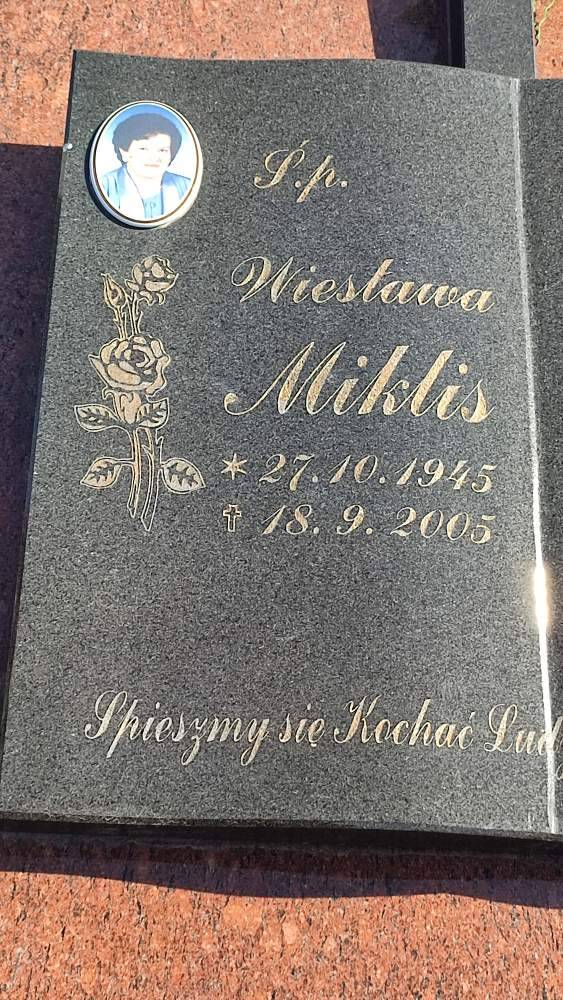 Ś.p.
Wiesława
Miklis
* 27.10.1945
✝ 18. 9. 2005
Spieszmy się Kochać